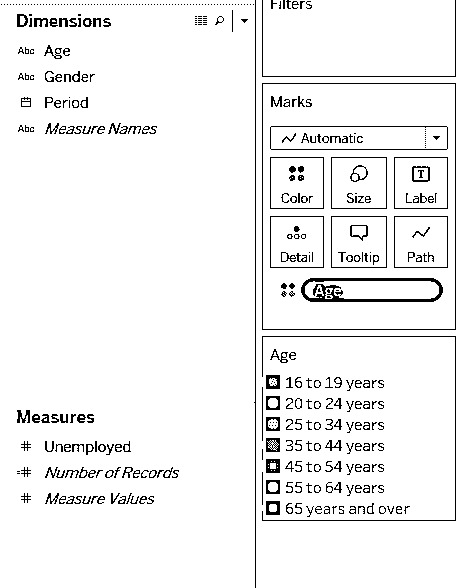 Dimensions
Abc Age
Abc Gender
Period
Abc Measure Names
Measures
# Unemployed
=# Number of Records
# Measure Values
Filters
Marks
Automatic
Color Size Label
Detail Tooltip Path
Age
Age
16 to 19 years
20 to 24 years
25 to 34 years
35 to 44 years
45 to 54 years
55 to 64 years
65 years and over